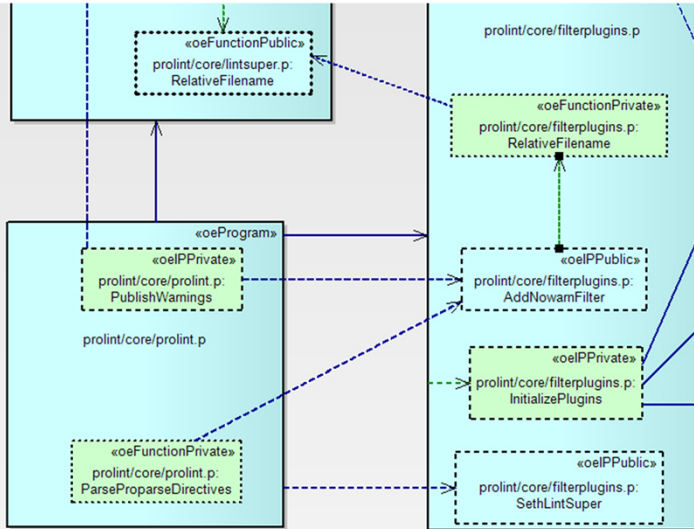 «oeFunctionPublic»
prolint/core/lintsuper.p:
RelativeFilename
prolint/core/filterplugins.p
«oeFunctionPrivate»
prolint/core/filterplugins.p:
RelativeFilename
«oeProgram»
«oeIPPrivate»
prolint/core/prolint.p:
PublishWarnings
prolint/core/prolint.p
«oeFunctionPrivate»
prolint/core/prolint.p:
ParseProparseDirectives
«oeIPPublic»
prolint/core/filterplugins.p:
AddNowarnFilter
«oeIPPrivate»
prolint/core/filterplugins.p:
InitializePlugins
«oeIPPublic»
prolint/core/filterplugins.p:
SethLintSuper